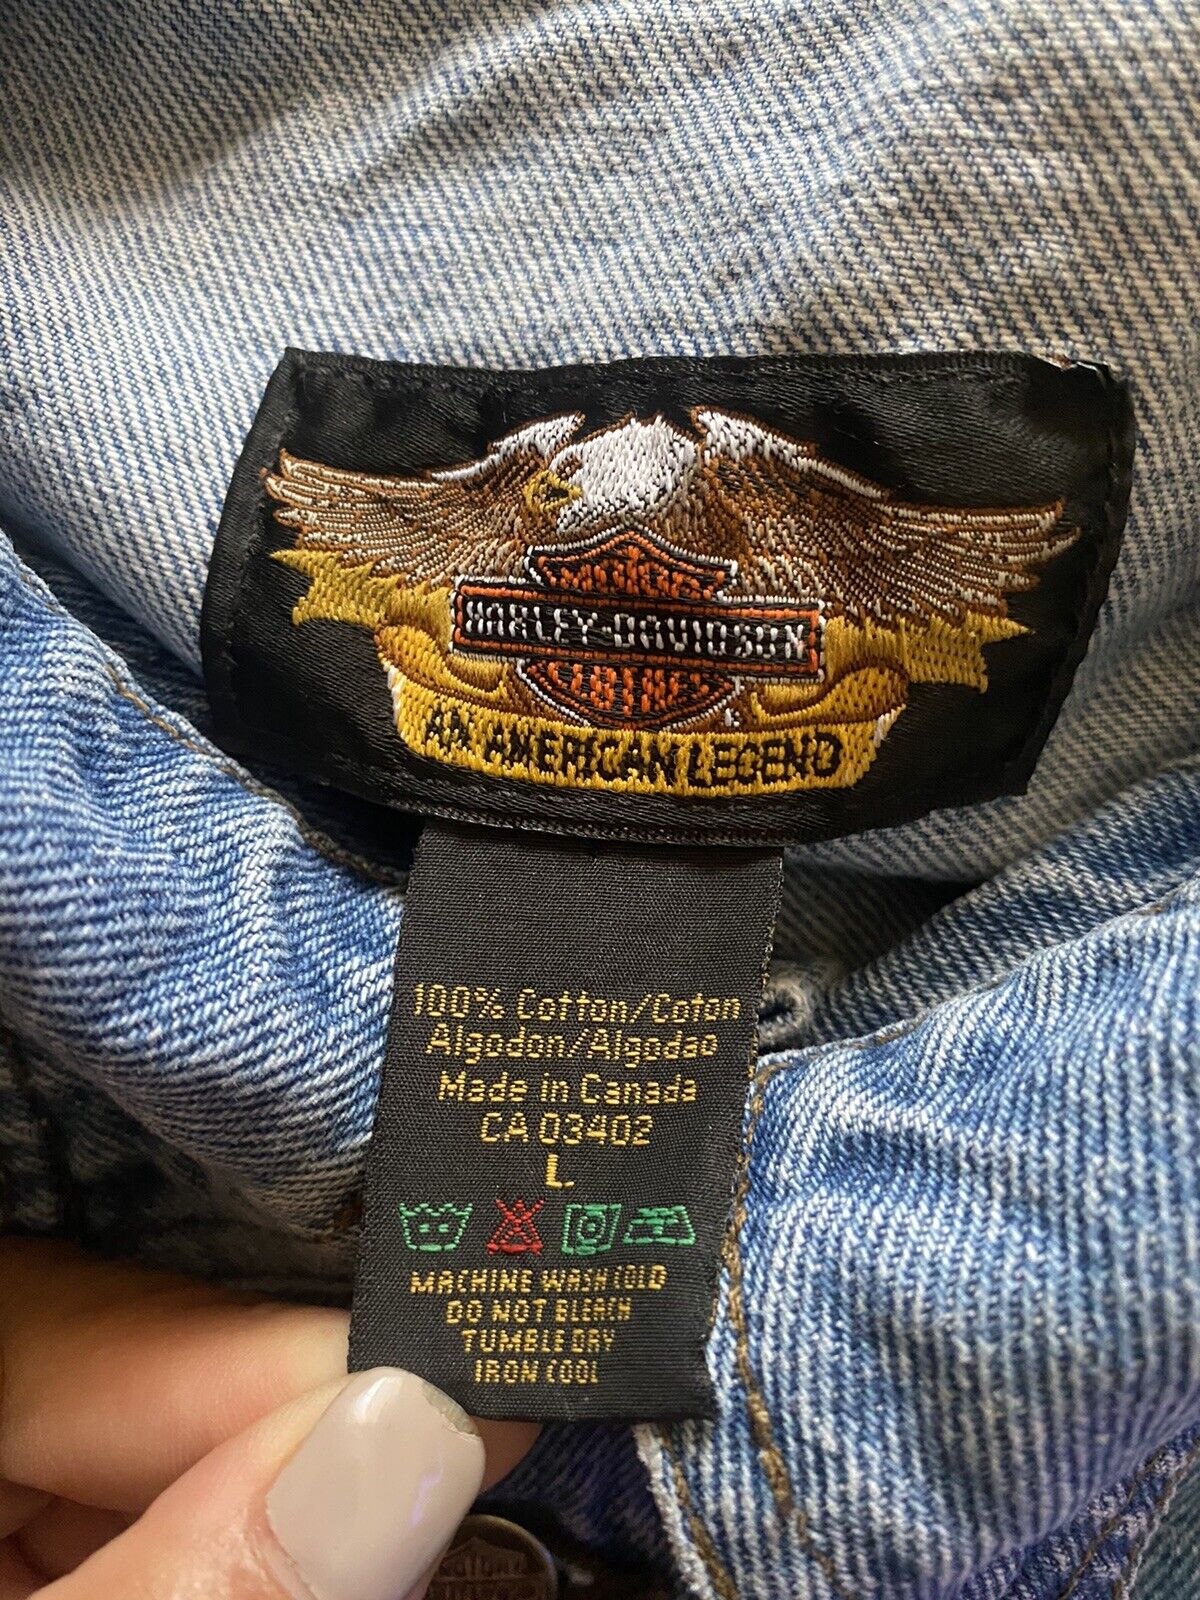 HARLEY-DAVIDSON
AN AMERICAN LEGEND
100% Cotton/Coton
Algodon/Algodao
Made in Canada
CA 03402
L
MACHINE WASH COLD
DO NOT BLEACH
TUMBLE DRY
IRON COOL